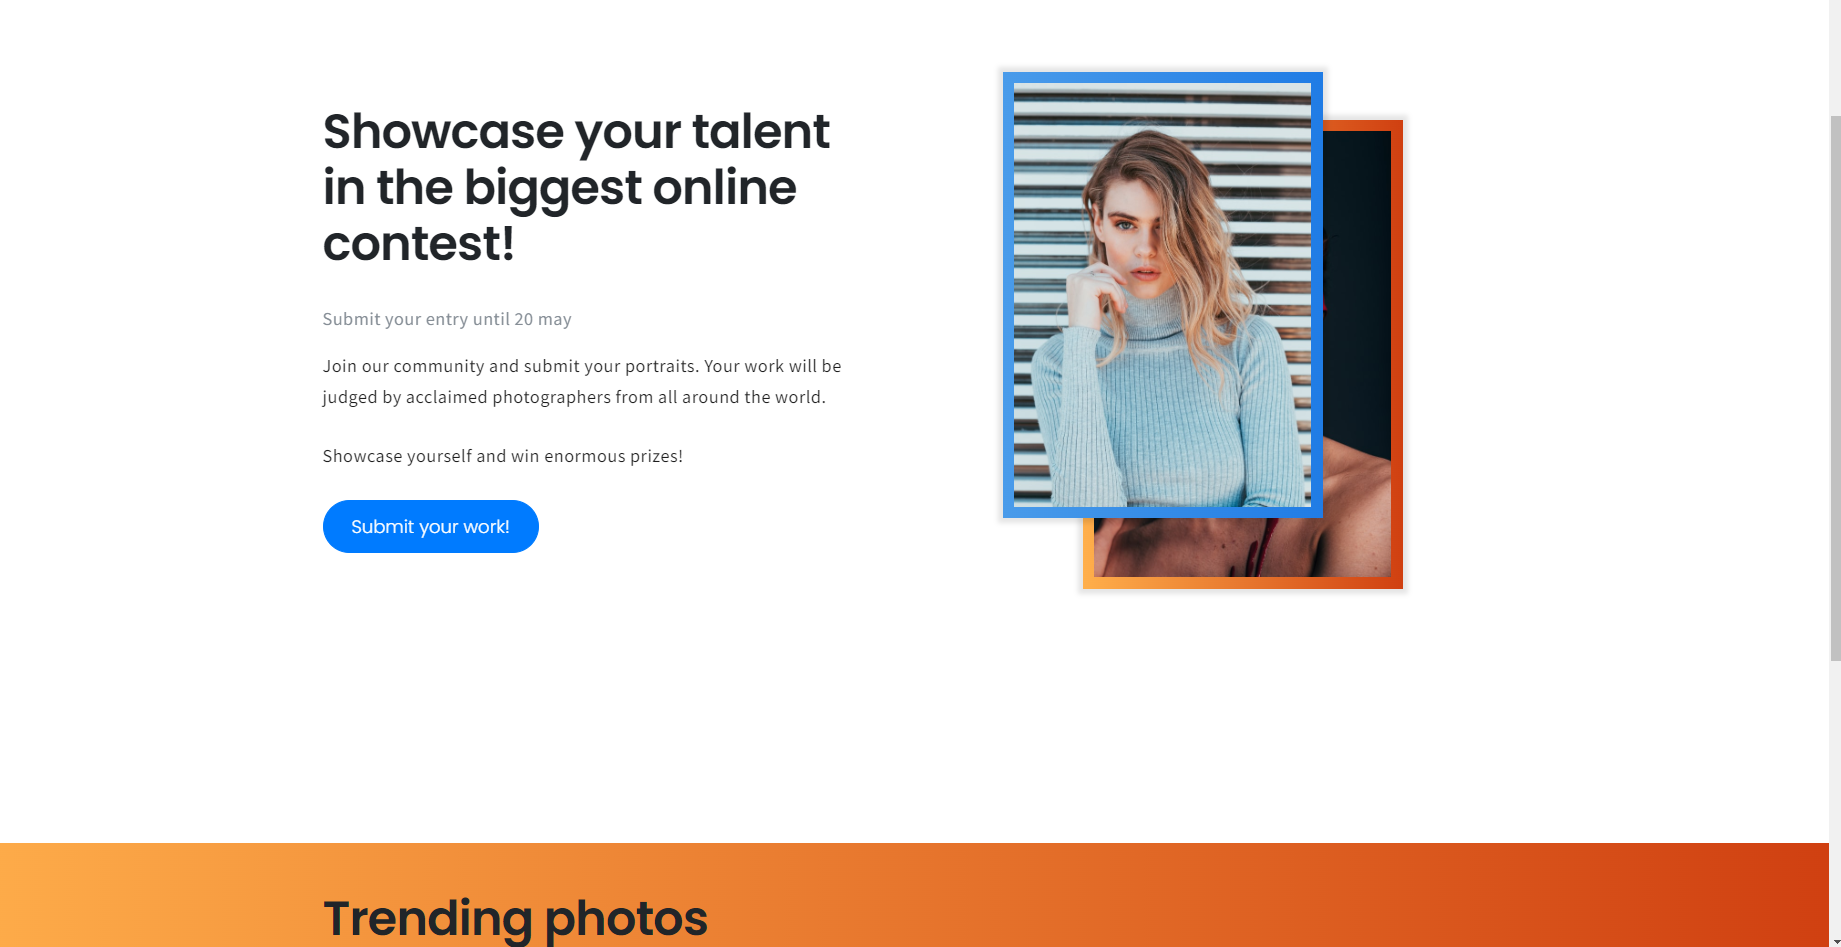 Showcase your talent
in the biggest online
contest!
Submit your entry until 20 may
Join our community and submit your portraits. Your work will be
judged by acclaimed photographers from all around the world.
Showcase yourself and win enormous prizes!
Submit your work!
Trending photos